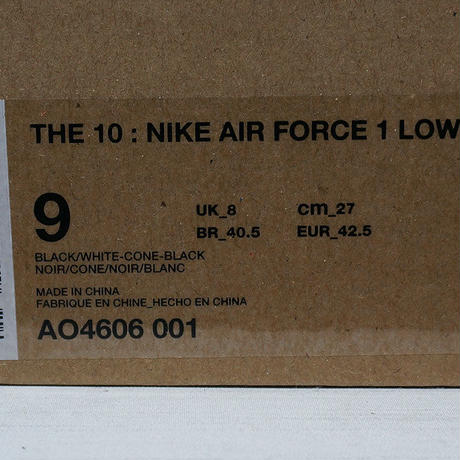 THE 10 : NIKE AIR FORCE 1 LOW
9
UK_8 cm_27
BR_40.5 EUR_42.5
BLACK/WHITE-CONE-BLACK
NOIR/CONE/NOIR/BLANC
MADE IN CHINA
FABRIQUE EN CHINE_HECHO EN CHINA
AO4606 001